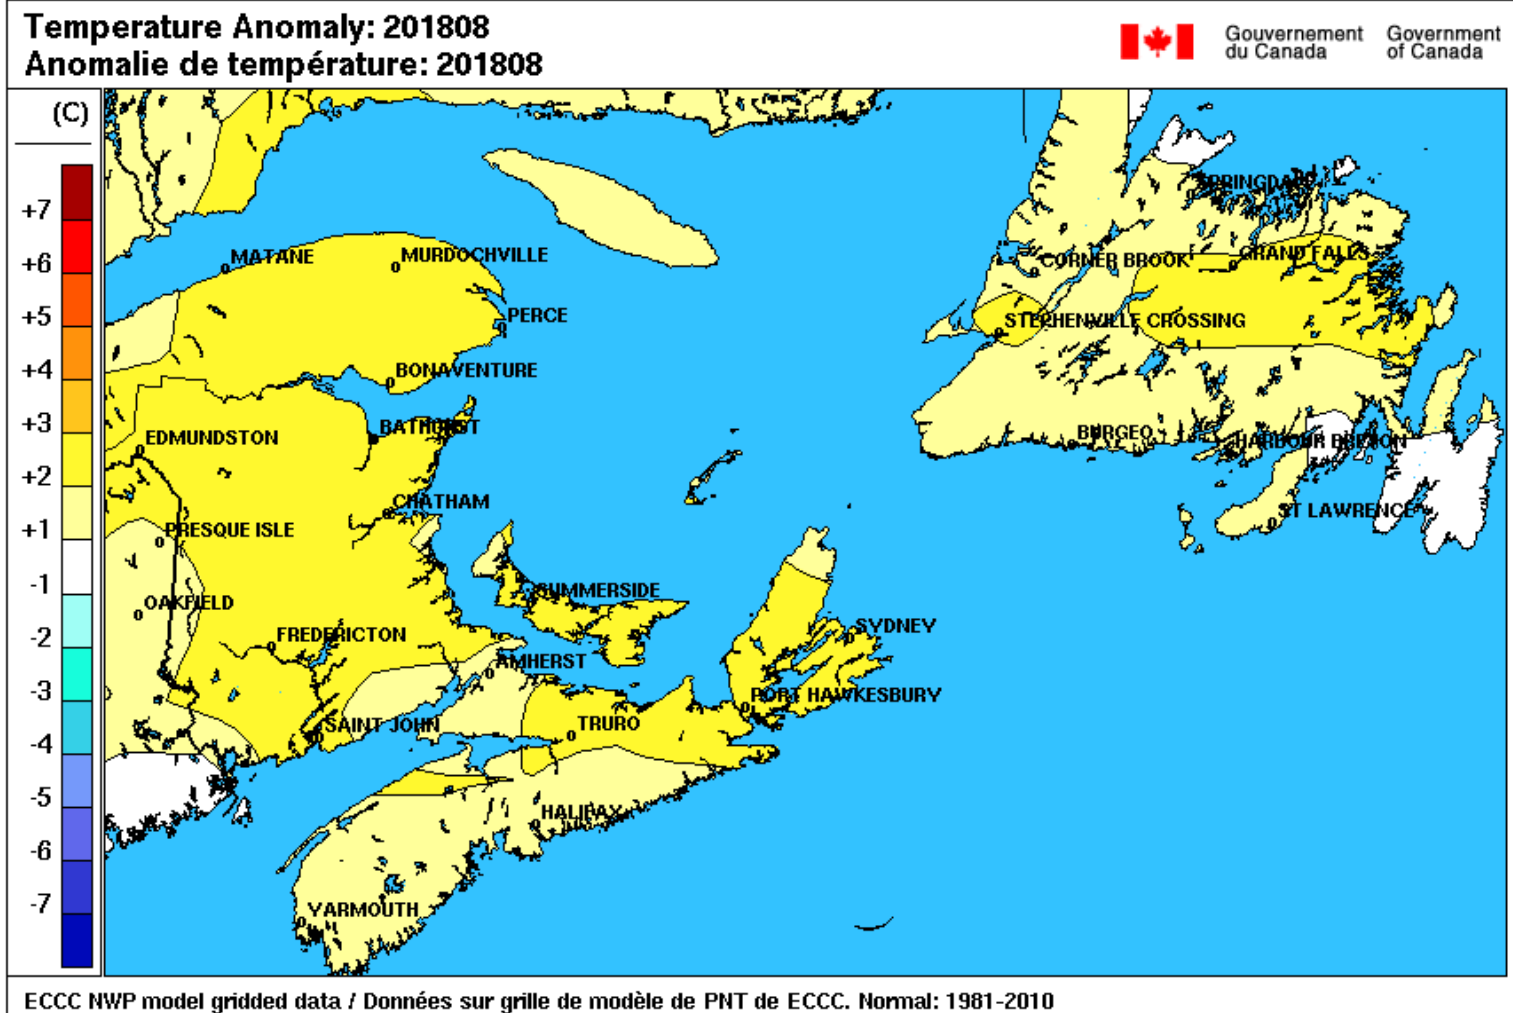 Temperature Anomaly: 201808
Anomalie de température: 201808
Gouvernement du Canada
Government of Canada
(C)
+7
+6
+5
+4
+3
+2
+1
-1
-2
-3
-4
-5
-6
-7
SPRINGDALE
MATANE
MURDOCHVILLE
CORNER BROOK
GRAND FALLS
PERCE
STEPHENVILLE CROSSING
BONAVENTURE
EDMUNDSTON
BATHURST
BURGEO
HARBOUR BRETON
CHATHAM
PRESQUE ISLE
ST LAWRENCE
OAKFIELD
SUMMERSIDE
FREDERICTON
SYDNEY
AMHERST
PORT HAWKESBURY
SAINT JOHN
TRURO
HALIFAX
YARMOUTH
ECCC NWP model gridded data / Données sur grille de modèle de PNT de ECCC. Normal: 1981-2010